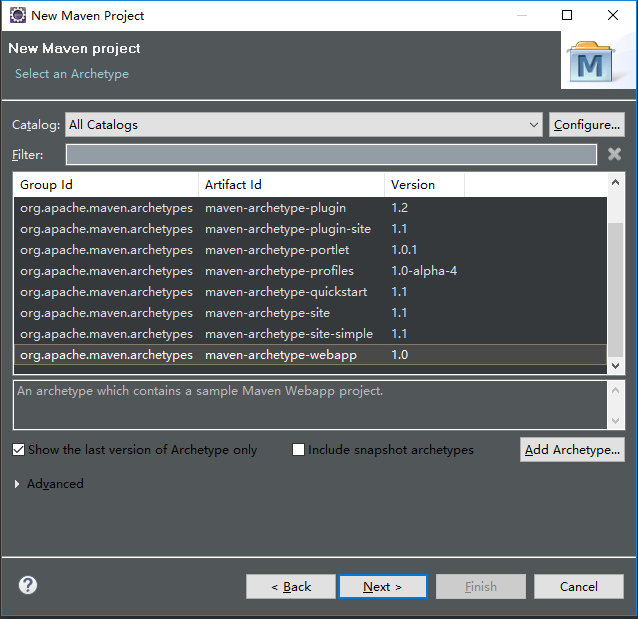 New Maven Project
New Maven project
Select an Archetype
M
Catalog: All Catalogs Configure...
Filter:
Group Id Artifact Id Version
org.apache.maven.archetypes maven-archetype-plugin 1.2
org.apache.maven.archetypes maven-archetype-plugin-site 1.1
org.apache.maven.archetypes maven-archetype-portlet 1.0.1
org.apache.maven.archetypes maven-archetype-profiles 1.0-alpha-4
org.apache.maven.archetypes maven-archetype-quickstart 1.1
org.apache.maven.archetypes maven-archetype-site 1.1
org.apache.maven.archetypes maven-archetype-site-simple 1.1
org.apache.maven.archetypes maven-archetype-webapp 1.0
An archetype which contains a sample Maven Webapp project.
Show the last version of Archetype only Include snapshot archetypes Add Archetype...
Advanced
? < Back Next > Finish Cancel